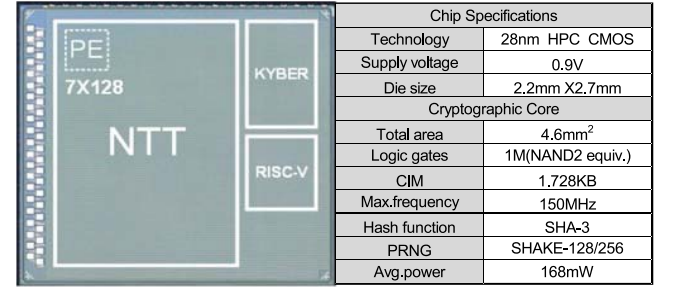 PE
7X128
NTT
KYBER
RISC-V
Chip Specifications
Technology 28nm HPC CMOS
Supply voltage 0.9V
Die size 2.2mm X2.7mm
Cryptographic Core
Total area 4.6mm²
Logic gates 1M(NAND2 equiv.)
CIM 1.728KB
Max.frequency 150MHz
Hash function SHA-3
PRNG SHAKE-128/256
Avg.power 168mW